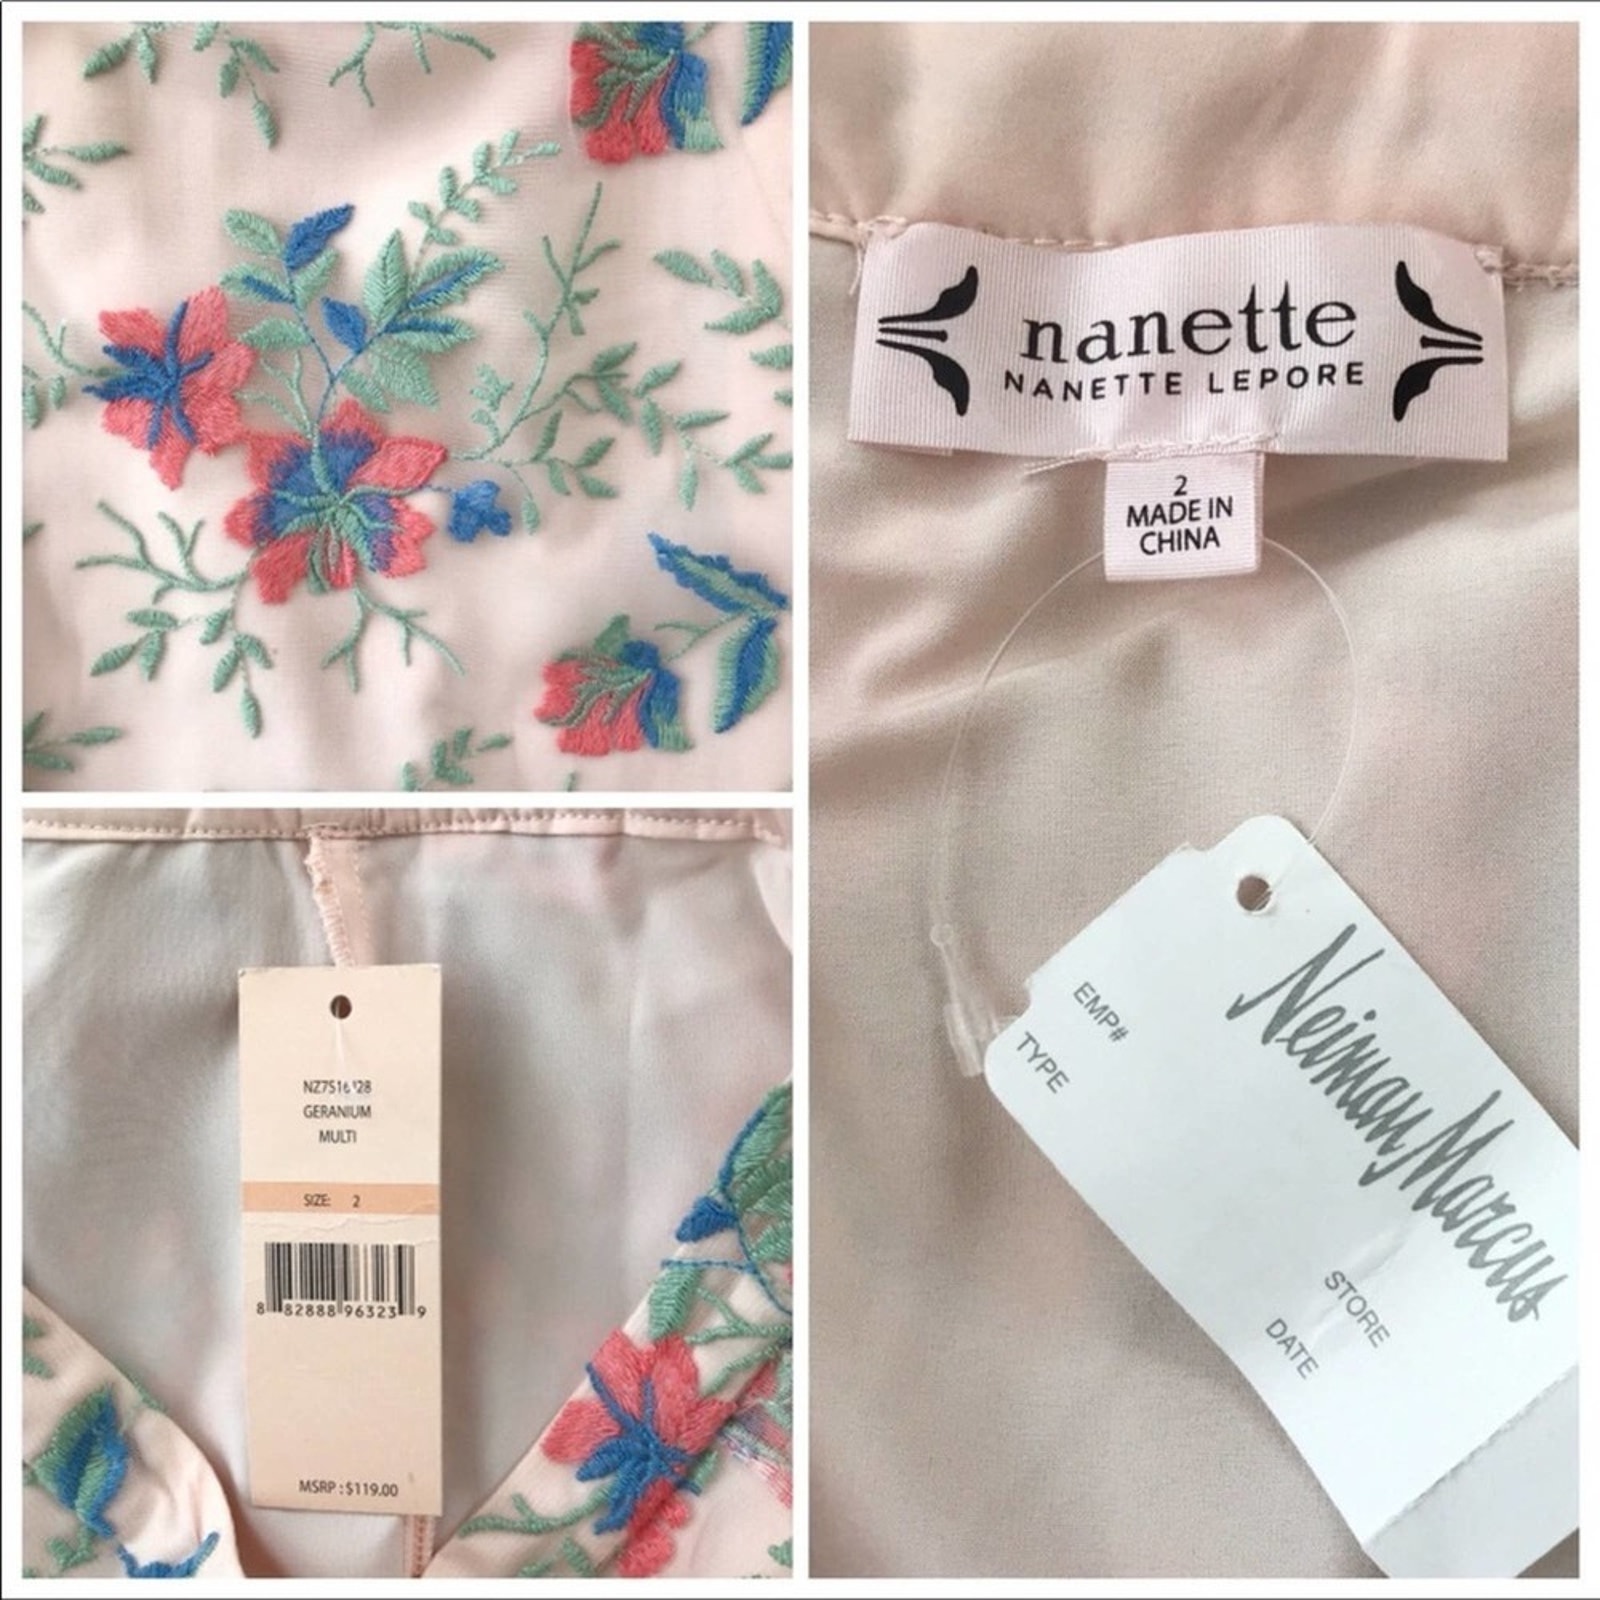 nanette
NANETTE LEPORE
2
MADE IN
CHINA
EMP#
TYPE
Neiman Marcus
STORE
DATE
GERANIUM
MULTI
SIZE: 2
8 82888 96323 9
MSRP : $119.00